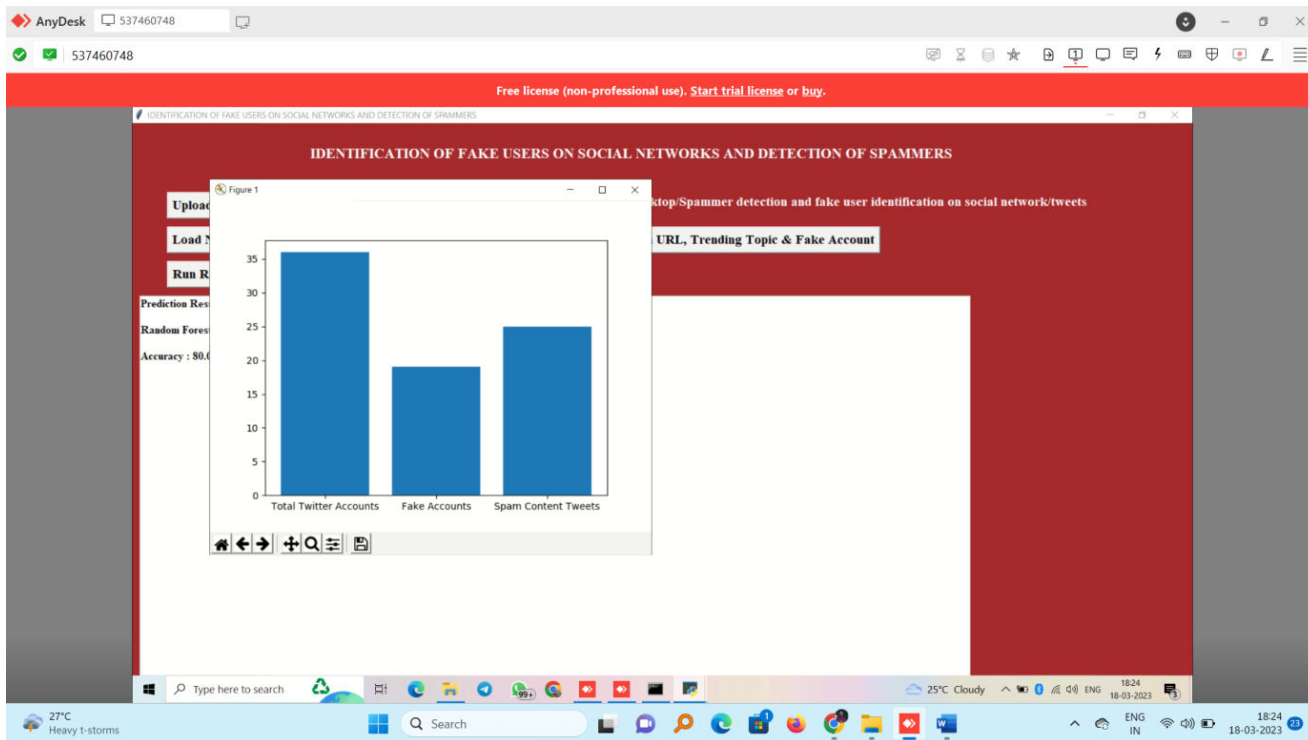 AnyDesk 537460748
537460748
Free license (non-professional use). Start trial license or buy.
IDENTIFICATION OF FAKE USERS ON SOCIAL NETWORKS AND DETECTION OF SPAMMERS
IDENTIFICATION OF FAKE USERS ON SOCIAL NETWORKS AND DETECTION OF SPAMMERS
Figure 1
ktop/Spammer detection and fake user identification on social network/tweets
Load
URL, Trending Topic & Fake Account
Run R
Prediction Res
Random Fores
Accuracy : 80.
35
30
25
20
15
10
5
0
Total Twitter Accounts Fake Accounts Spam Content Tweets
Type here to search
99+
25°C Cloudy
ENG
18:24
18-03-2023
3
27°C
Heavy t-storms
Search
1
ENG
IN
18:24
18-03-2023
23